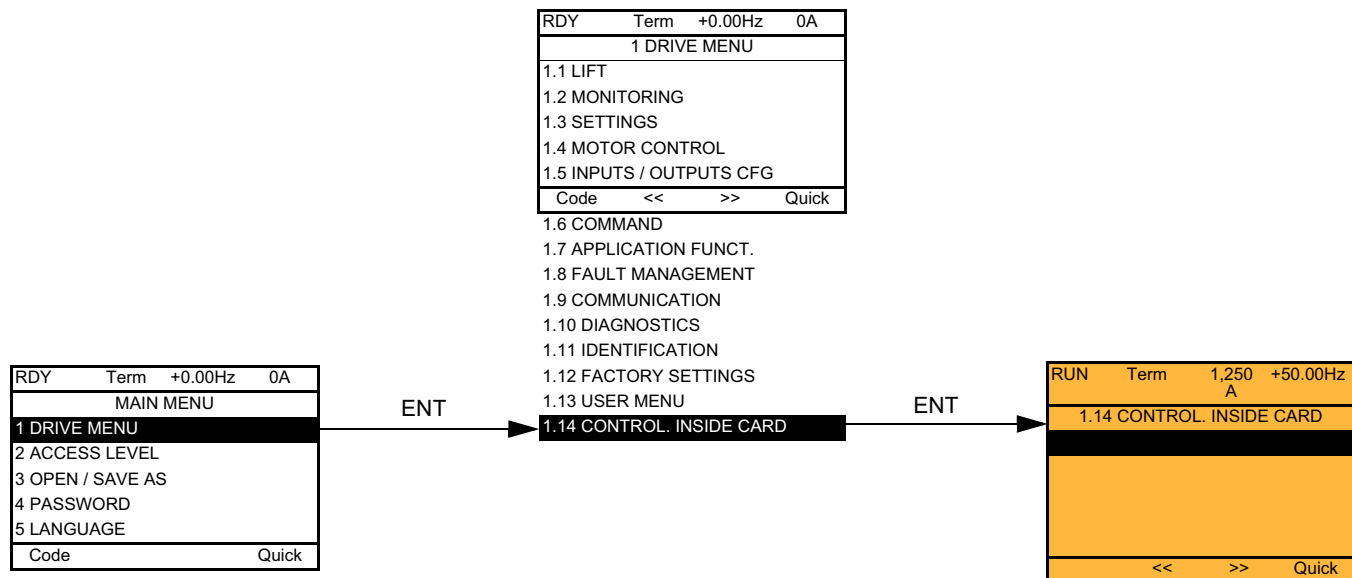 RDY Term +0.00Hz 0A
1 DRIVE MENU
1.1 LIFT
1.2 MONITORING
1.3 SETTINGS
1.4 MOTOR CONTROL
1.5 INPUTS / OUTPUTS CFG
Code << >> Quick
1.6 COMMAND
1.7 APPLICATION FUNCT.
1.8 FAULT MANAGEMENT
1.9 COMMUNICATION
1.10 DIAGNOSTICS
1.11 IDENTIFICATION
1.12 FACTORY SETTINGS
1.13 USER MENU
1.14 CONTROL. INSIDE CARD
RDY Term +0.00Hz 0A
MAIN MENU
1 DRIVE MENU
2 ACCESS LEVEL
3 OPEN / SAVE AS
4 PASSWORD
5 LANGUAGE
Code Quick
ENT
ENT
RUN Term 1,250 +50.00Hz
A
1.14 CONTROL. INSIDE CARD
<< >> Quick